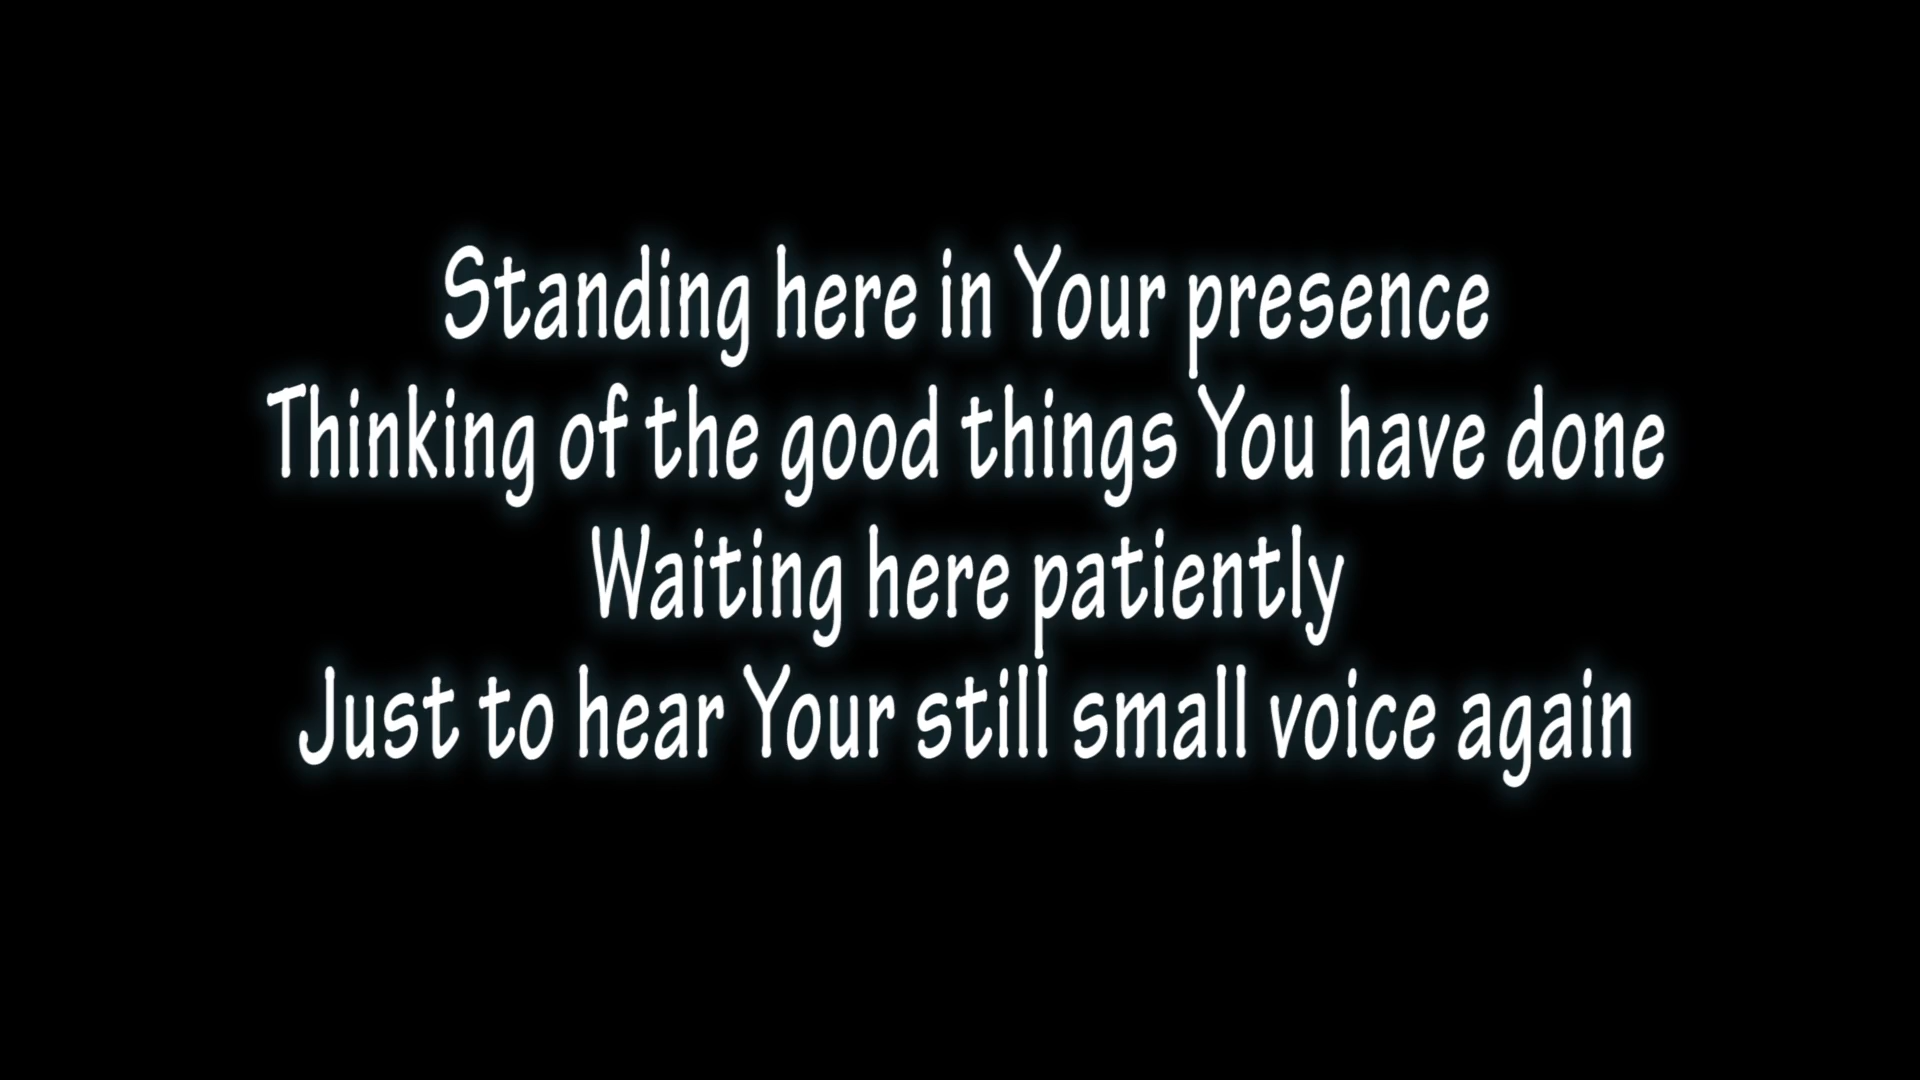 Standing here in Your presence
Thinking of the good things You have done
Waiting here patiently
Just to hear Your still small voice again